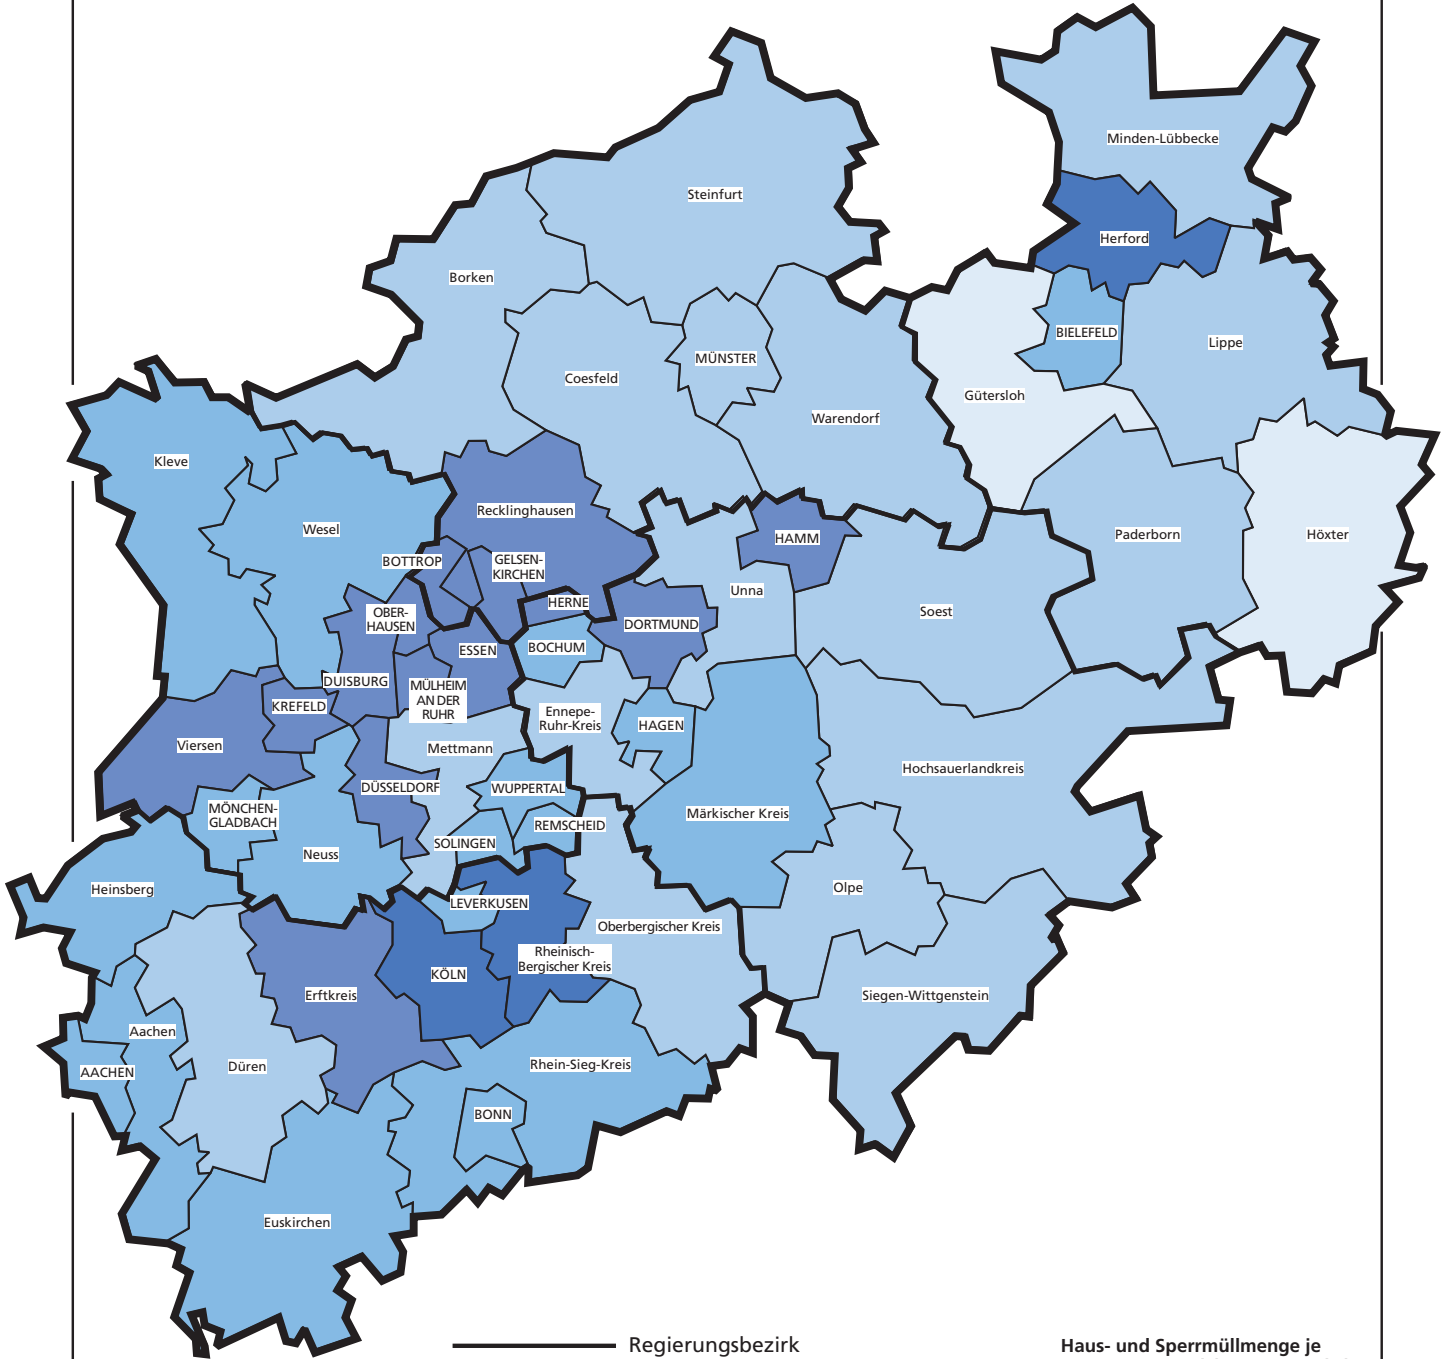 Minden-Lübbecke
Steinfurt
Herford
Borken
BIELEFELD
Lippe
MÜNSTER
Coesfeld
Gütersloh
Warendorf
Kleve
Recklinghausen
Wesel
HAMM
Paderborn
Höxter
BOTTROP
GELSEN-
KIRCHEN
Unna
HERNE
Soest
OBER-
HAUSEN
DORTMUND
ESSEN
BOCHUM
DUISBURG
MÜLHEIM
AN DER
RUHR
KREFELD
Ennepe-
Ruhr-Kreis
HAGEN
Viersen
Mettmann
Hochsauerlandkreis
DÜSSELDORF
WUPPERTAL
MÖNCHEN-
GLADBACH
Märkischer Kreis
REMSCHEID
SOLINGEN
Neuss
Heinsberg
Olpe
LEVERKUSEN
Oberbergischer Kreis
Rheinisch-
Bergischer Kreis
KÖLN
Erftkreis
Siegen-Wittgenstein
Aachen
Düren
Rhein-Sieg-Kreis
AACHEN
BONN
Euskirchen
Regierungsbezirk
Haus- und Sperrmüllmenge je